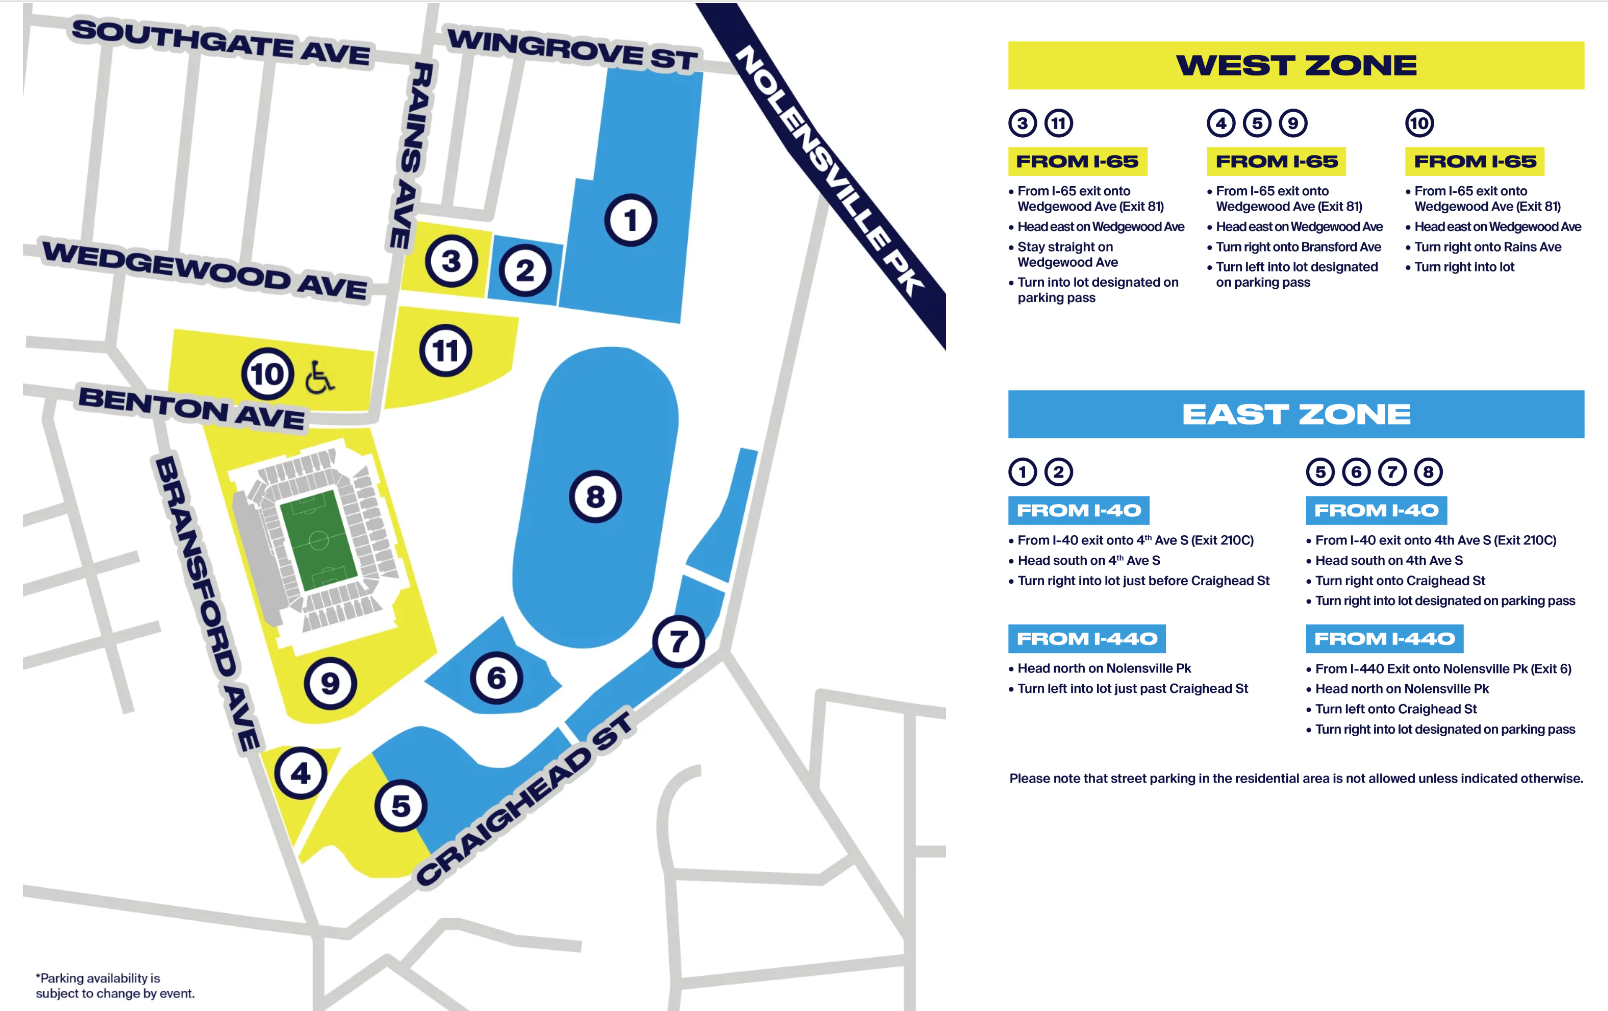 SOUTHGATE AVE
WINGROVE ST
RAINS AVE
NOLENSVILLE PK
WEDGEWOOD AVE
BENTON AVE
BRANSFORD AVE
CRAIGHEAD ST
1
2
3
11
10
8
7
6
9
4
5
*Parking availability is
subject to change by event.
WEST ZONE
3 11
FROM I-65
• From I-65 exit onto
Wedgewood Ave (Exit 81)
• Head east on Wedgewood Ave
• Stay straight on
Wedgewood Ave
• Turn into lot designated on
parking pass
4 5 9
FROM I-65
• From I-65 exit onto
Wedgewood Ave (Exit 81)
• Head east on Wedgewood Ave
• Turn right onto Bransford Ave
• Turn left into lot designated
on parking pass
10
FROM I-65
• From I-65 exit onto
Wedgewood Ave (Exit 81)
• Head east on Wedgewood Ave
• Turn right onto Rains Ave
• Turn right into lot
EAST ZONE
1 2
FROM I-40
• From I-40 exit onto 4th Ave S (Exit 210C)
• Head south on 4th Ave S
• Turn right into lot just before Craighead St
FROM I-440
• Head north on Nolensville Pk
• Turn left into lot just past Craighead St
5 6 7 8
FROM I-40
• From I-40 exit onto 4th Ave S (Exit 210C)
• Head south on 4th Ave S
• Turn right onto Craighead St
• Turn right into lot designated on parking pass
FROM I-440
• From I-440 Exit onto Nolensville Pk (Exit 6)
• Head north on Nolensville Pk
• Left onto Craighead St
• Turn right into lot designated on parking pass
Please note that street parking in the residential area is not allowed unless indicated otherwise.